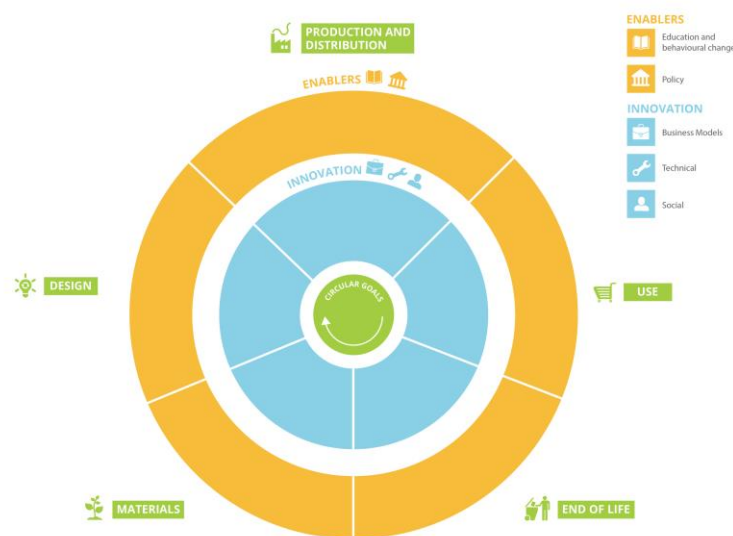 PRODUCTION AND
DISTRIBUTION
ENABLERS
INNOVATION
CIRCULAR GOALS
DESIGN
USE
MATERIALS
END OF LIFE
ENABLERS
Education and
behavioural change
Policy
INNOVATION
Business Models
Technical
Social